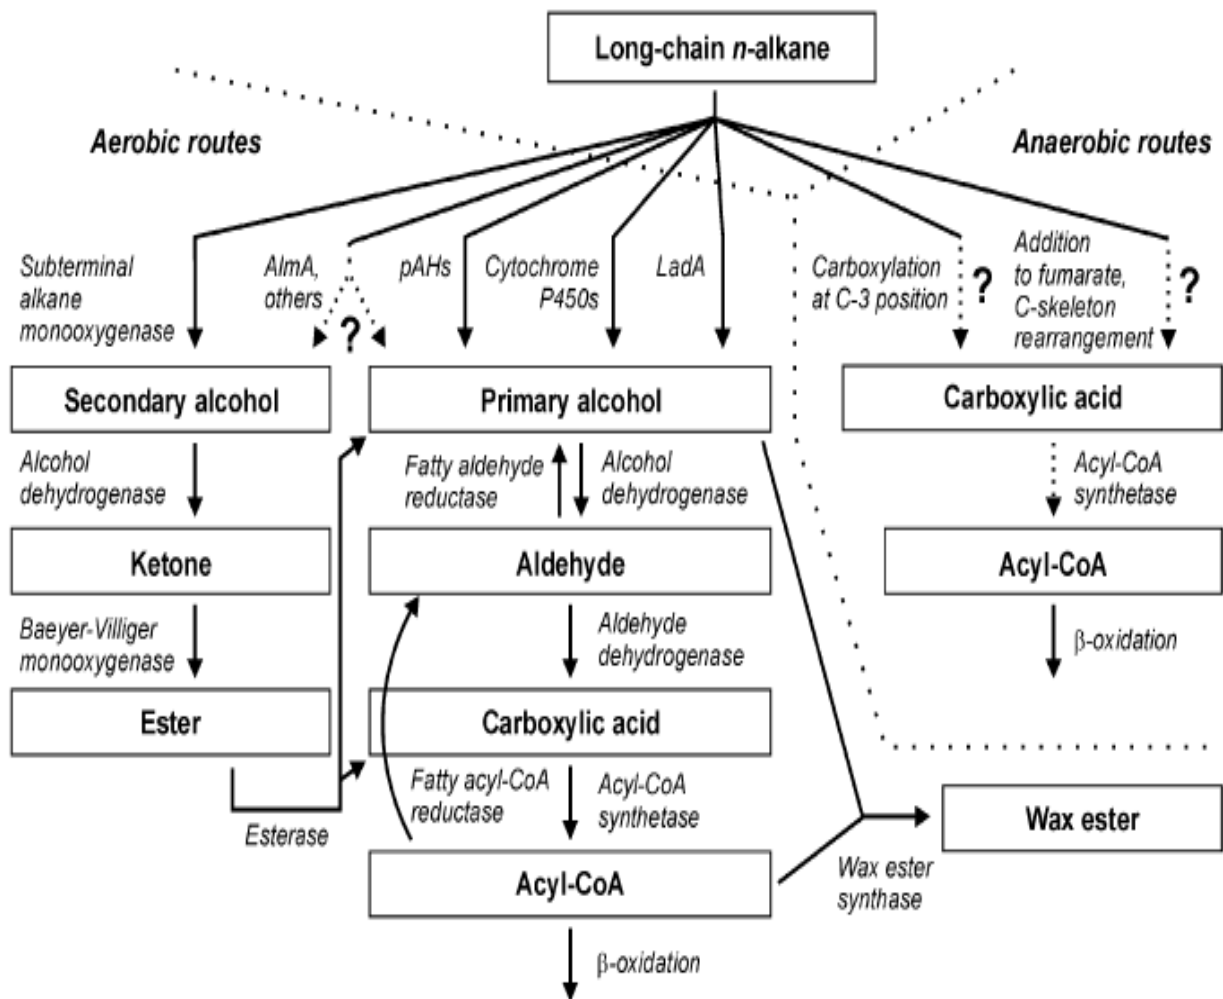 Long-chain n-alkane
Aerobic routes
Anaerobic routes
Subterminal
alkane
monooxygenase
AlmA,
others
?
pAHs
Cytochrome
P450s
LadA
Carboxylation
at C-3 position
?
Addition
to fumarate,
C-skeleton
rearrangement
?
Secondary alcohol
Primary alcohol
Carboxylic acid
Alcohol
dehydrogenase
Fatty aldehyde
reductase
Alcohol
dehydrogenase
Acyl-CoA
synthetase
Ketone
Aldehyde
Acyl-CoA
Baeyer-Villiger
monooxygenase
Aldehyde
dehydrogenase
β-oxidation
Ester
Carboxylic acid
Esterase
Fatty acyl-CoA
reductase
Acyl-CoA
synthetase
Wax ester
Acyl-CoA
Wax ester
synthase
β-oxidation